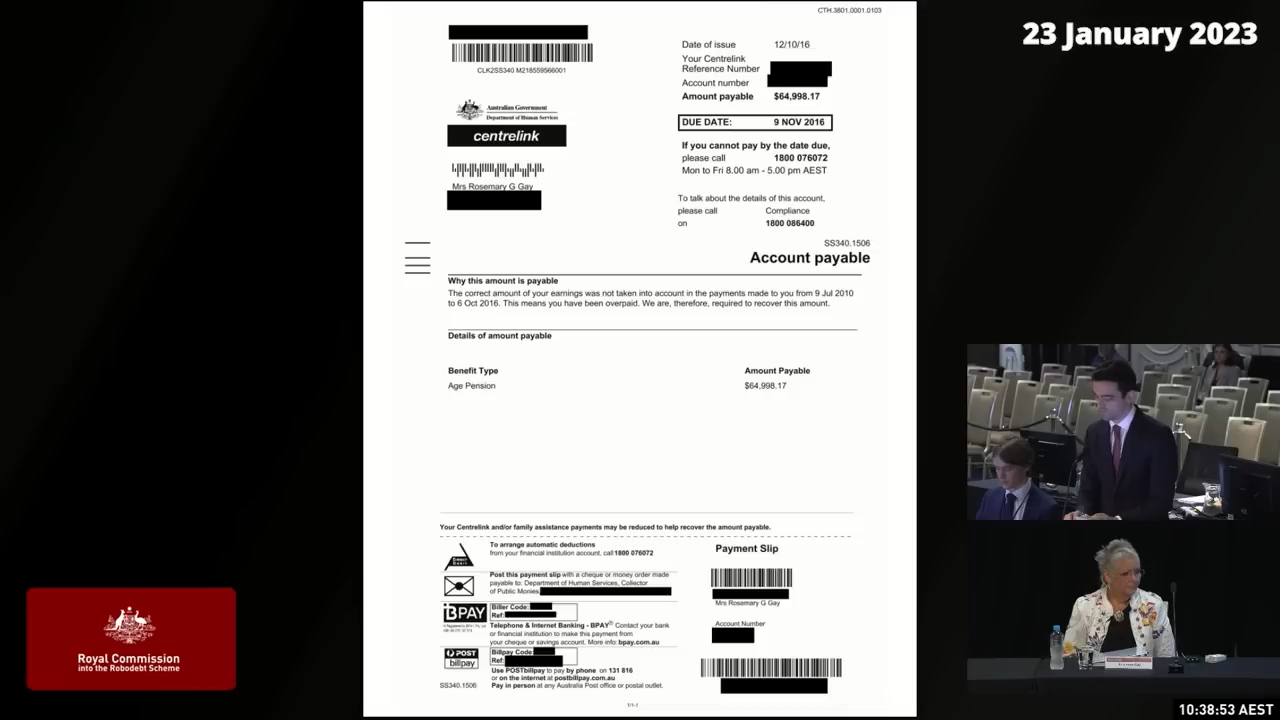 CTH.3801.0001.0103
23 January 2023
CLK2SS340 M218559566001
Date of issue 12/10/16
Your Centrelink
Reference Number
Account number
Amount payable $64,998.17
Australian Government
Department of Human Services
centrelink
DUE DATE: 9 NOV 2016
If you cannot pay by the date due,
please call 1800 076072
Mon to Fri 8.00 am - 5.00 pm AEST
Mrs Rosemary G Gay
To talk about the details of this account,
please call Compliance
on 1800 086400
SS340.1506
Account payable
Why this amount is payable
The correct amount of your earnings was not taken into account in the payments made to you from 9 Jul 2010
to 6 Oct 2016. This means you have been overpaid. We are, therefore, required to recover this amount.
Details of amount payable
Benefit Type Amount Payable
Age Pension $64,998.17
Your Centrelink and/or family assistance payments may be reduced to help recover the amount payable.
Direct Debit
To arrange automatic deductions
from your financial institution account, call 1800 076072
Post this payment slip with a cheque or money order made
payable to: Department of Human Services, Collector
of Public Monies,
BPAY
Biller Code:
Ref:
Telephone & Internet Banking - BPAY® Contact your bank
or financial institution to make this payment from
your cheque or savings account. More info: bpay.com.au
POST
billpay
Billpay Code:
Ref:
Use POSTbillpay to pay by phone on 131 816
or on the internet at postbillpay.com.au
SS340.1506 Pay in person at any Australia Post office or postal outlet.
Payment Slip
Mrs Rosemary G Gay
Account Number
1/1-1
Royal Commission
into the Robodebt Scheme
10:38:53 AEST